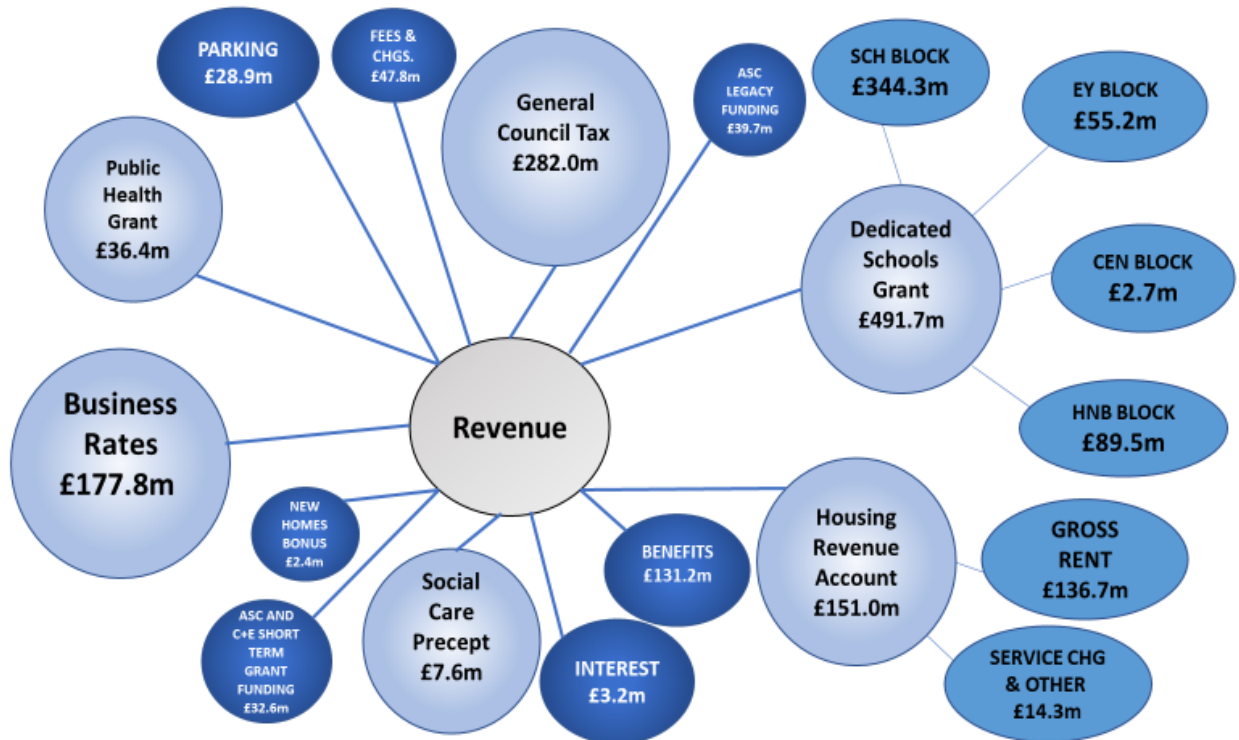 PARKING
£28.9m
FEES &
CHGS.
£47.8m
General
Council Tax
£282.0m
ASC
LEGACY
FUNDING
£39.7m
SCH BLOCK
£344.3m
EY BLOCK
£55.2m
Public
Health
Grant
£36.4m
Dedicated
Schools
Grant
£491.7m
CEN BLOCK
£2.7m
HNB BLOCK
£89.5m
Business
Rates
£177.8m
Revenue
NEW
HOMES
BONUS
£2.4m
ASC AND
C+E SHORT
TERM
GRANT
FUNDING
£32.6m
Social
Care
Precept
£7.6m
INTEREST
£3.2m
BENEFITS
£131.2m
Housing
Revenue
Account
£151.0m
GROSS
RENT
£136.7m
SERVICE CHG
& OTHER
£14.3m